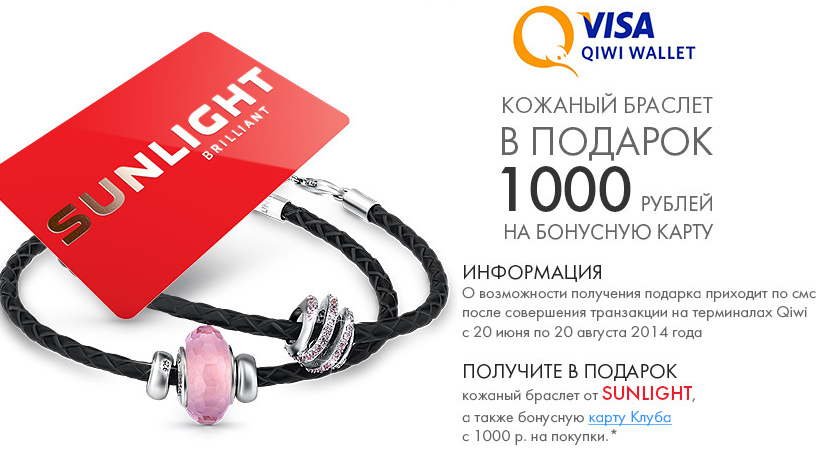 SUNLIGHT
BRILLIANT
VISA
QIWI WALLET
КОЖАНЫЙ БРАСЛЕТ
В ПОДАРОК
1000 РУБЛЕЙ
НА БОНУСНУЮ КАРТУ
ИНФОРМАЦИЯ
О возможности получения подарка приходит по смс
после совершения транзакции на терминалах Qiwi
с 20 июня по 20 августа 2014 года
ПОЛУЧИТЕ В ПОДАРОК
кожаный браслет от SUNLIGHT,
а также бонусную карту Клуба
с 1000 р. на покупки.*